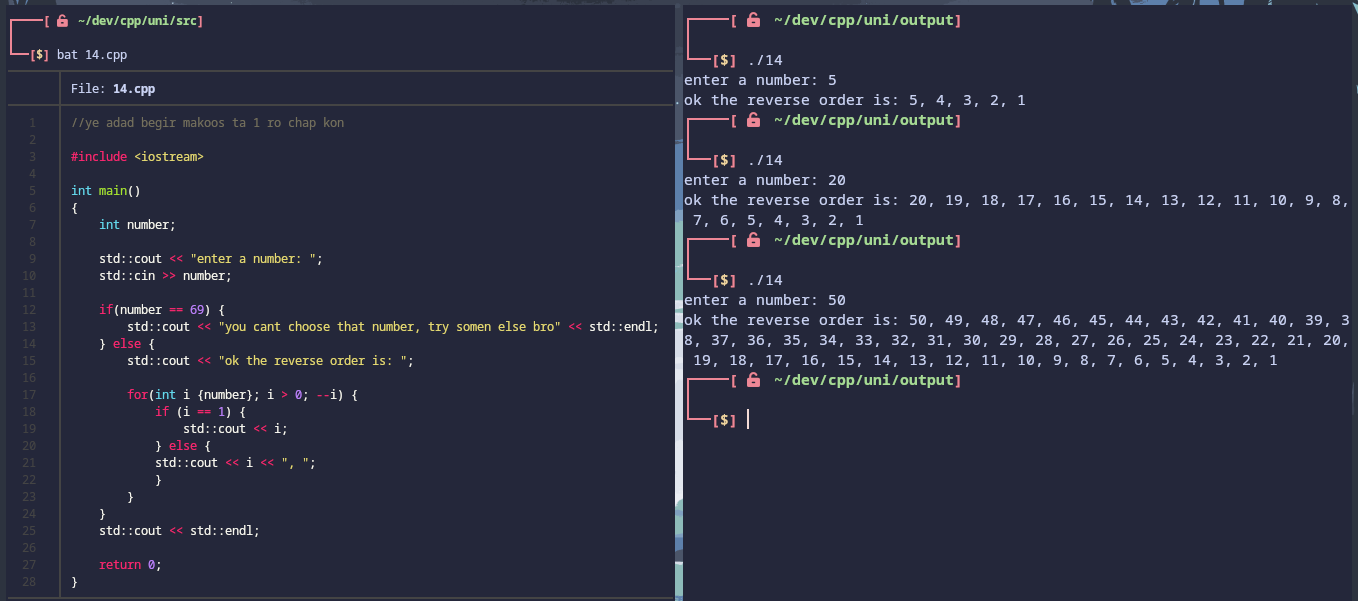 [ ~/dev/cpp/uni/src]
[$] bat 14.cpp
File: 14.cpp
1 //ye adad begir makoos ta 1 ro chap kon
2
3 #include <iostream>
4
5 int main()
6 {
7     int number;
8
9     std::cout << "enter a number: ";
10     std::cin >> number;
11
12     if(number == 69) {
13         std::cout << "you cant choose that number, try somen else bro" << std::endl;
14     } else {
15         std::cout << "ok the reverse order is: ";
16
17         for(int i {number}; i > 0; --i) {
18             if (i == 1) {
19                 std::cout << i;
20             } else {
21             std::cout << i << ", ";
22             }
23         }
24     }
25     std::cout << std::endl;
26
27     return 0;
28 }
[ ~/dev/cpp/uni/output]
[$] ./14
enter a number: 5
ok the reverse order is: 5, 4, 3, 2, 1
[ ~/dev/cpp/uni/output]
[$] ./14
enter a number: 20
ok the reverse order is: 20, 19, 18, 17, 16, 15, 14, 13, 12, 11, 10, 9, 8,
7, 6, 5, 4, 3, 2, 1
[ ~/dev/cpp/uni/output]
[$] ./14
enter a number: 50
ok the reverse order is: 50, 49, 48, 47, 46, 45, 44, 43, 42, 41, 40, 39, 3
8, 37, 36, 35, 34, 33, 32, 31, 30, 29, 28, 27, 26, 25, 24, 23, 22, 21, 20,
19, 18, 17, 16, 15, 14, 13, 12, 11, 10, 9, 8, 7, 6, 5, 4, 3, 2, 1
[ ~/dev/cpp/uni/output]
[$]